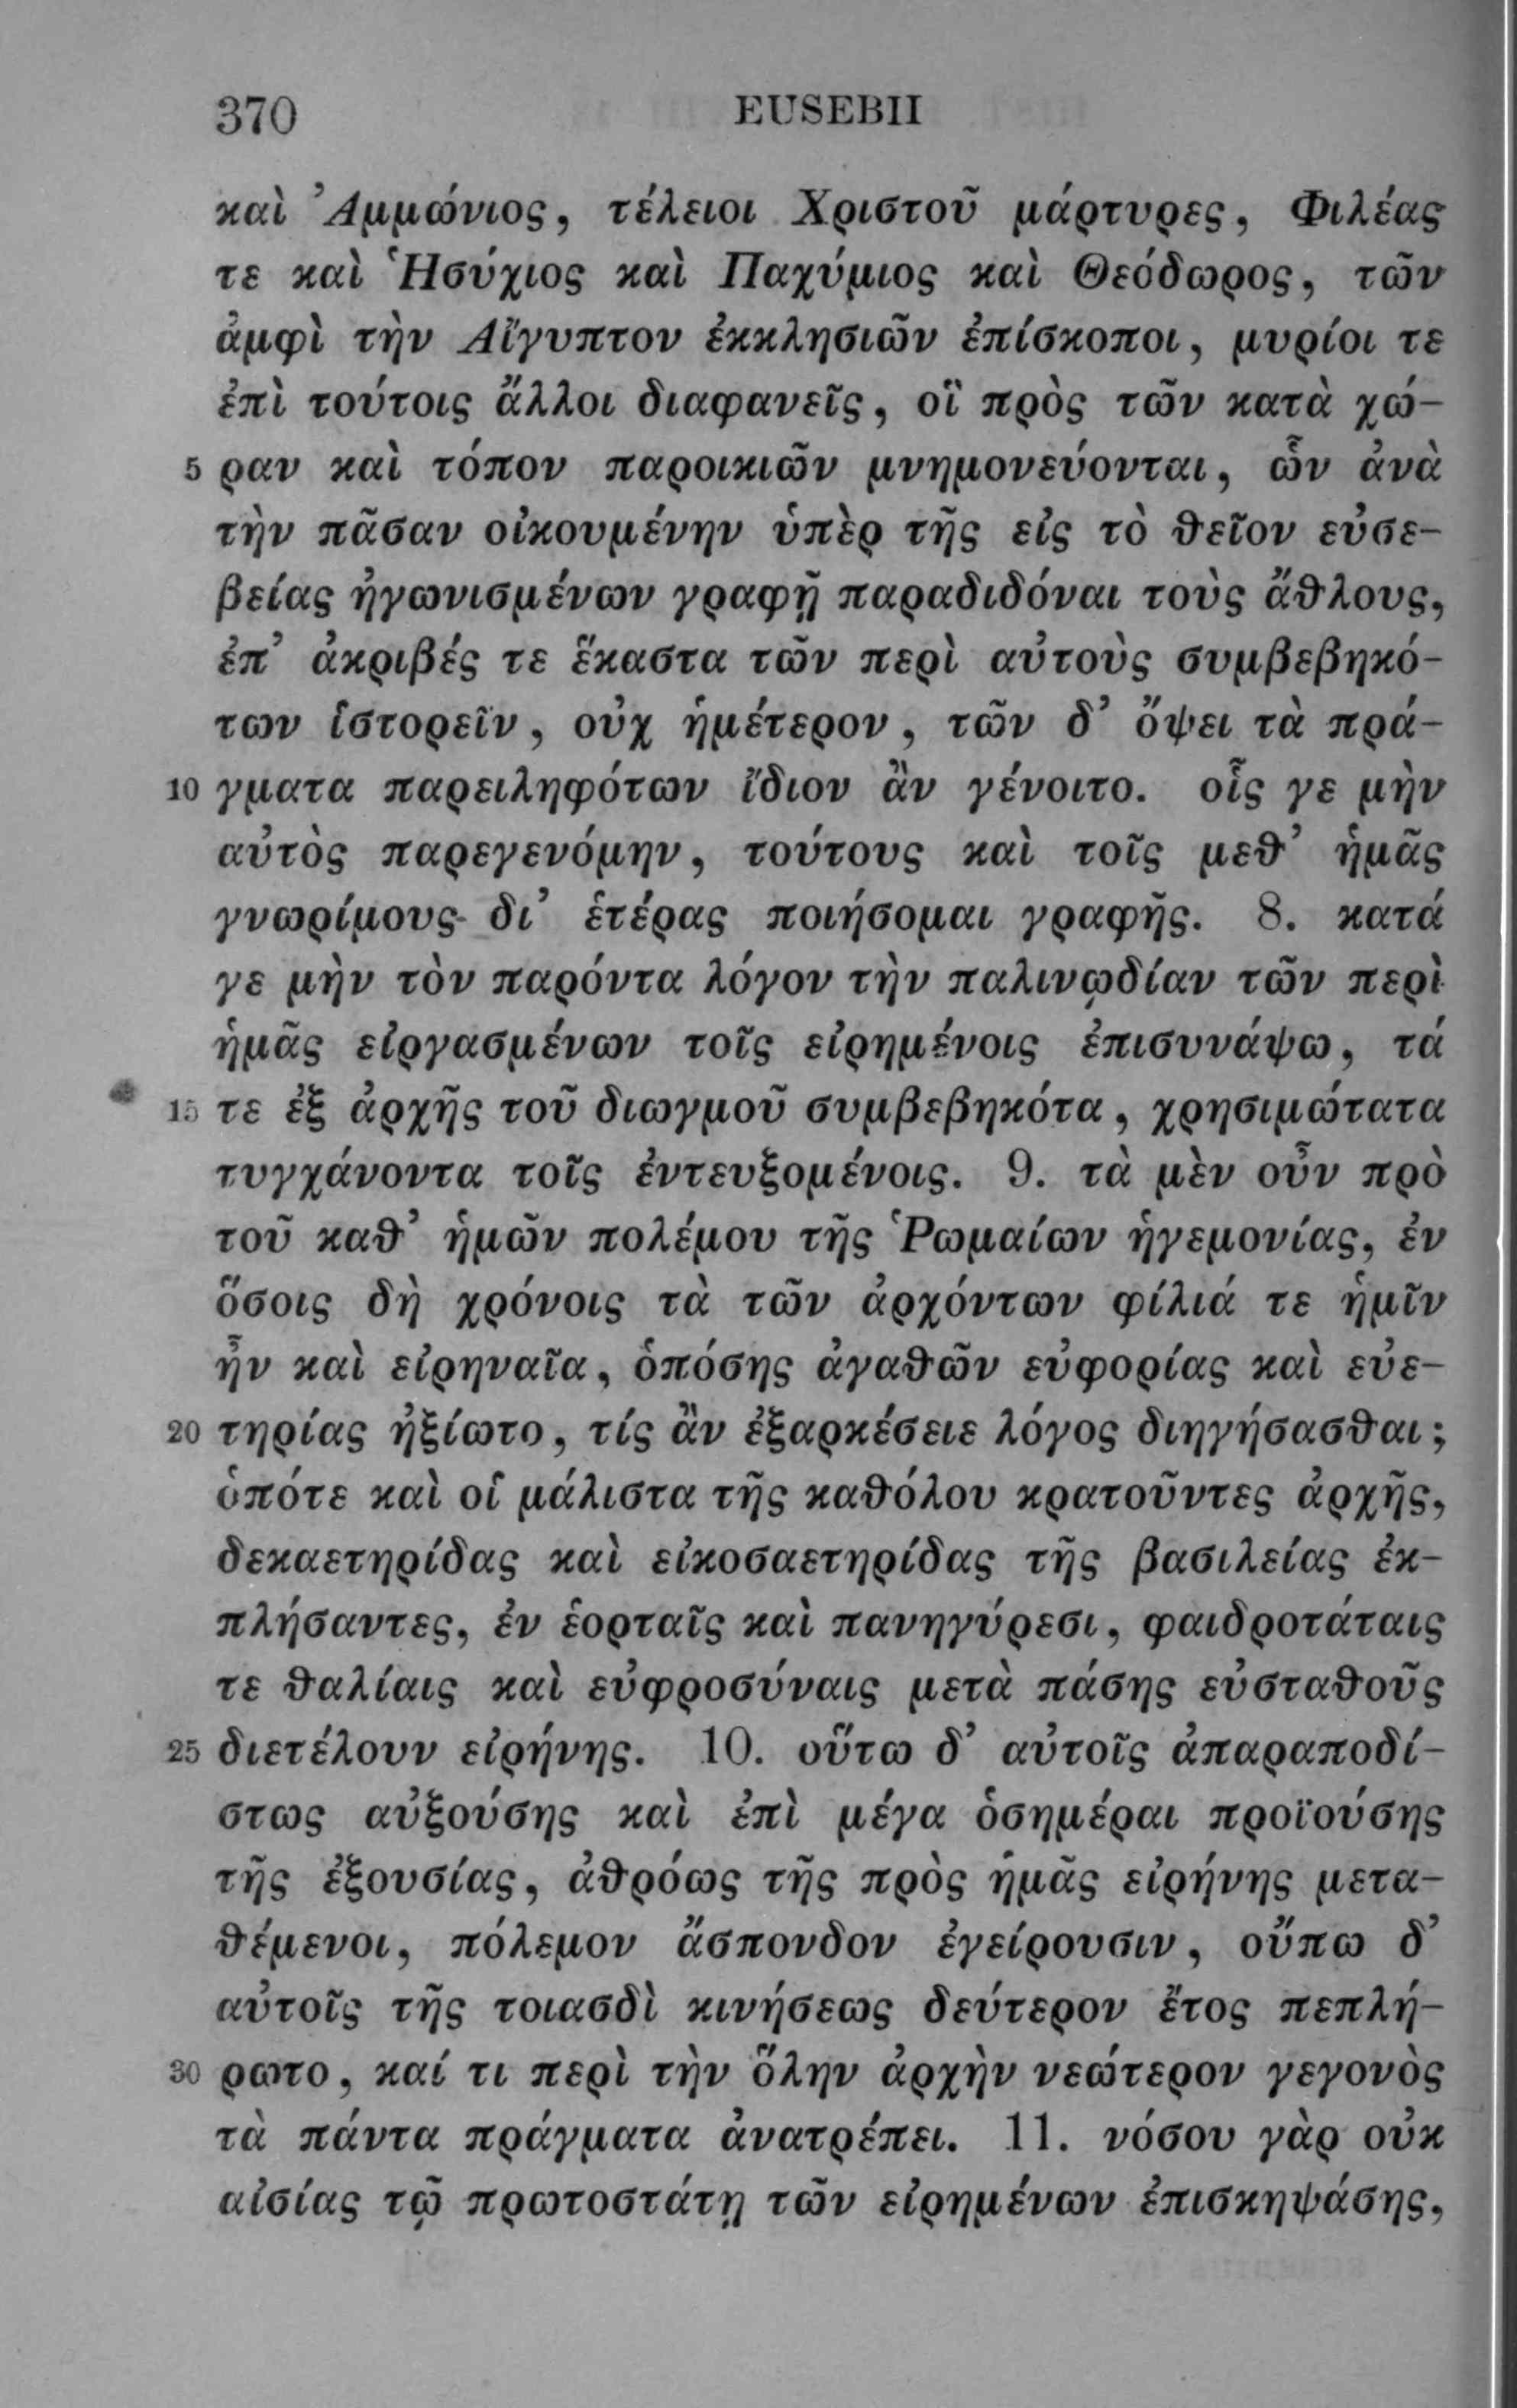 370 EUSEBII
καὶ Ἀμμώνιος, τέλειοι Χριστοῦ μάρτυρες, Φιλέας
τε καὶ Ἡσύχιος καὶ Παχύμιος καὶ Θεόδωρος, τῶν
ἀμφὶ τὴν Αἴγυπτον ἐκκλησιῶν ἐπίσκοποι, μυρίοι τε
ἐπὶ τούτοις ἄλλοι διαφανεῖς, οἳ πρὸς τῶν κατὰ χώ-
5 ραν καὶ τόπον παροικιῶν μνημονεύονται, ὧν ἀνὰ
τὴν πᾶσαν οἰκουμένην ὑπὲρ τῆς εἰς τὸ θεῖον εὐσε-
βείας ἠγωνισμένων γραφῇ παραδιδόναι τοὺς ἄθλους,
ἐπ’ ἀκριβές τε ἕκαστα τῶν περὶ αὐτοὺς συμβεβηκό-
των ἱστορεῖν, οὐχ ἡμέτερον, τῶν δ’ ὄψει τὰ πρά-
10 γματα παρειληφότων ἴδιον ἂν γένοιτο. οἷς γε μὴν
αὐτὸς παρεγενόμην, τούτους καὶ τοῖς μεθ’ ἡμᾶς
γνωρίμους δι’ ἑτέρας ποιήσομαι γραφῆς. 8. κατά
γε μὴν τὸν παρόντα λόγον τὴν παλινῳδίαν τῶν περὶ
ἡμᾶς εἰργασμένων τοῖς εἰρημένοις ἐπισυνάψω, τά
15 τε ἐξ ἀρχῆς τοῦ διωγμοῦ συμβεβηκότα, χρησιμώτατα
τυγχάνοντα τοῖς ἐντευξομένοις. 9. τὰ μὲν οὖν πρὸ
τοῦ καθ’ ἡμῶν πολέμου τῆς Ῥωμαίων ἡγεμονίας, ἐν
ὅσοις δὴ χρόνοις τὰ τῶν ἀρχόντων φίλιά τε ἡμῖν
ἦν καὶ εἰρηναῖα, ὁπόσης ἀγαθῶν εὐφορίας καὶ εὐε-
20 τηρίας ἠξίωτο, τίς ἂν ἐξαρκέσειε λόγος διηγήσασθαι;
ὁπότε καὶ οἱ μάλιστα τῆς καθόλου κρατοῦντες ἀρχῆς,
δεκαετηρίδας καὶ εἰκοσαετηρίδας τῆς βασιλείας ἐκ-
πλήσαντες, ἐν ἑορταῖς καὶ πανηγύρεσι, φαιδροτάταις
τε θαλίαις καὶ εὐφροσύναις μετὰ πάσης εὐσταθοῦς
25 διετέλουν εἰρήνης. 10. οὕτω δ’ αὐτοῖς ἀπαραποδί-
στως αὐξούσης καὶ ἐπὶ μέγα ὁσημέραι προϊούσης
τῆς ἐξουσίας, ἀθρόως τῆς πρὸς ἡμᾶς εἰρήνης μετα-
θέμενοι, πόλεμον ἄσπονδον ἐγείρουσιν, οὔπω δ’
αὐτοῖς τῆς τοιασδὶ κινήσεως δεύτερον ἔτος πεπλή-
30 ρωτο, καί τι περὶ τὴν ὅλην ἀρχὴν νεώτερον γεγονὸς
τὰ πάντα πράγματα ἀνατρέπει. 11. νόσου γὰρ οὐκ
αἰσίας τῷ πρωτοστάτῃ τῶν εἰρημένων ἐπισκηψάσης,